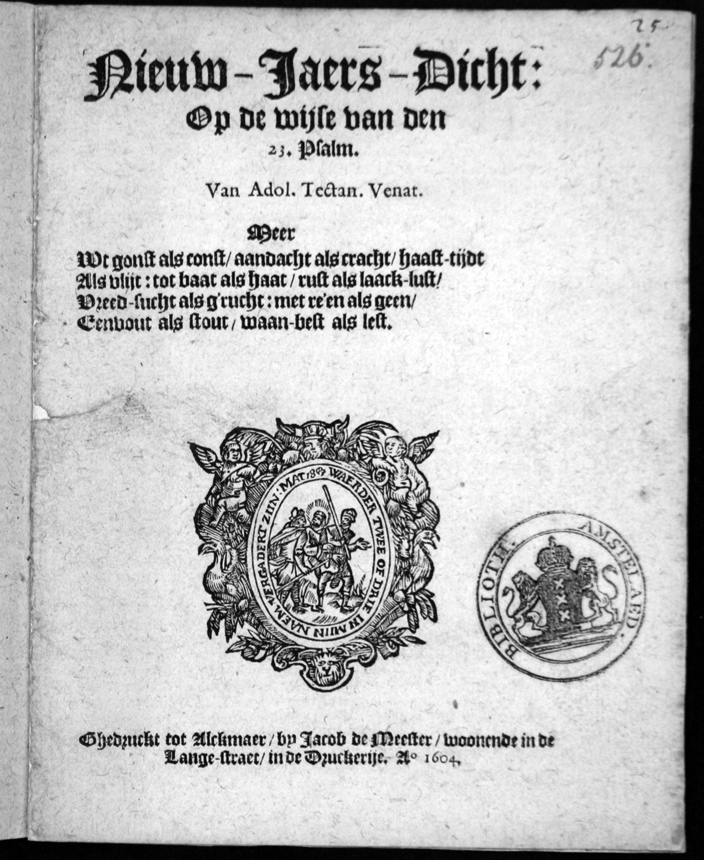 25
526.
Nieuw-Jaers-Dicht:
Op de wijse van den
23. Psalm.
Van Adol. Tectan. Venat.
Meer
Wt gonst als const/ aandacht als cracht/ haast-tijdt
Als vlijt: tot baat als haat/ rust als laack-lust/
Vreed-sucht als g'rucht: met re'en als geen/
Eenvout als stout/ waan-best als lest.
WAERDER TWEE OF DRIE IN MIJN NAEM VERGADERT ZIJN. MAT. 18.
BIBLIOTH. AMSTELAED.
Ghedruckt tot Alckmaer/ by Jacob de Meester/ woonende in de
Lange-straet/ in de Druckerije. Aº 1604.